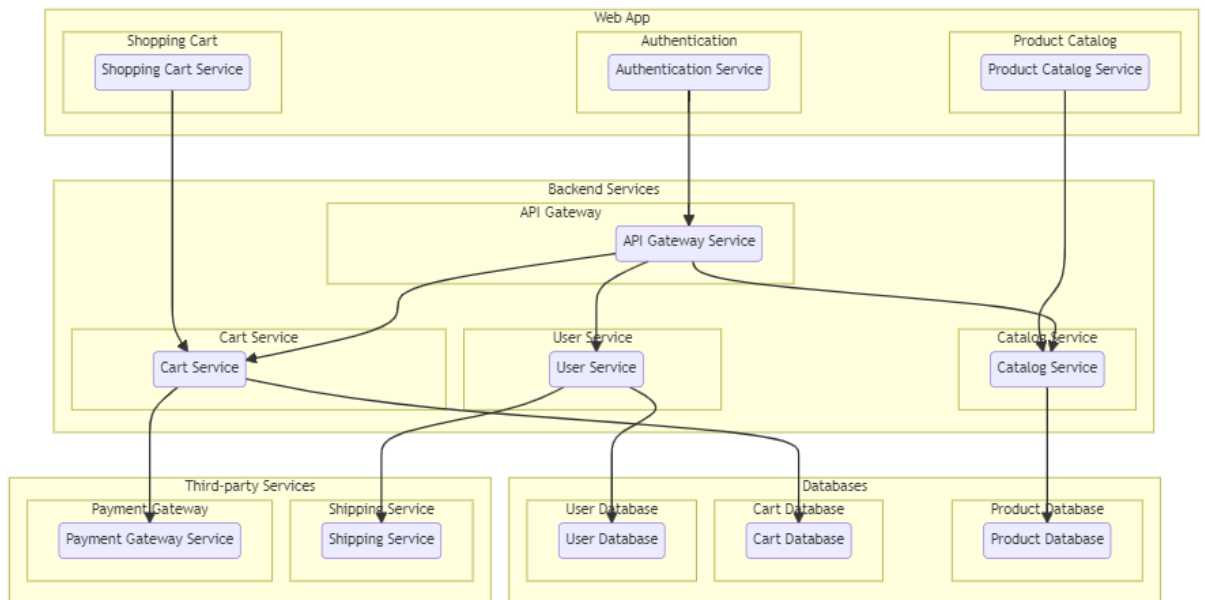 Web App
Shopping Cart
Authentication
Product Catalog
Shopping Cart Service
Authentication Service
Product Catalog Service
Backend Services
API Gateway
API Gateway Service
Cart Service
User Service
Catalog Service
Cart Service
User Service
Catalog Service
Third-party Services
Databases
Payment Gateway
Shipping Service
User Database
Cart Database
Product Database
Payment Gateway Service
Shipping Service
User Database
Cart Database
Product Database